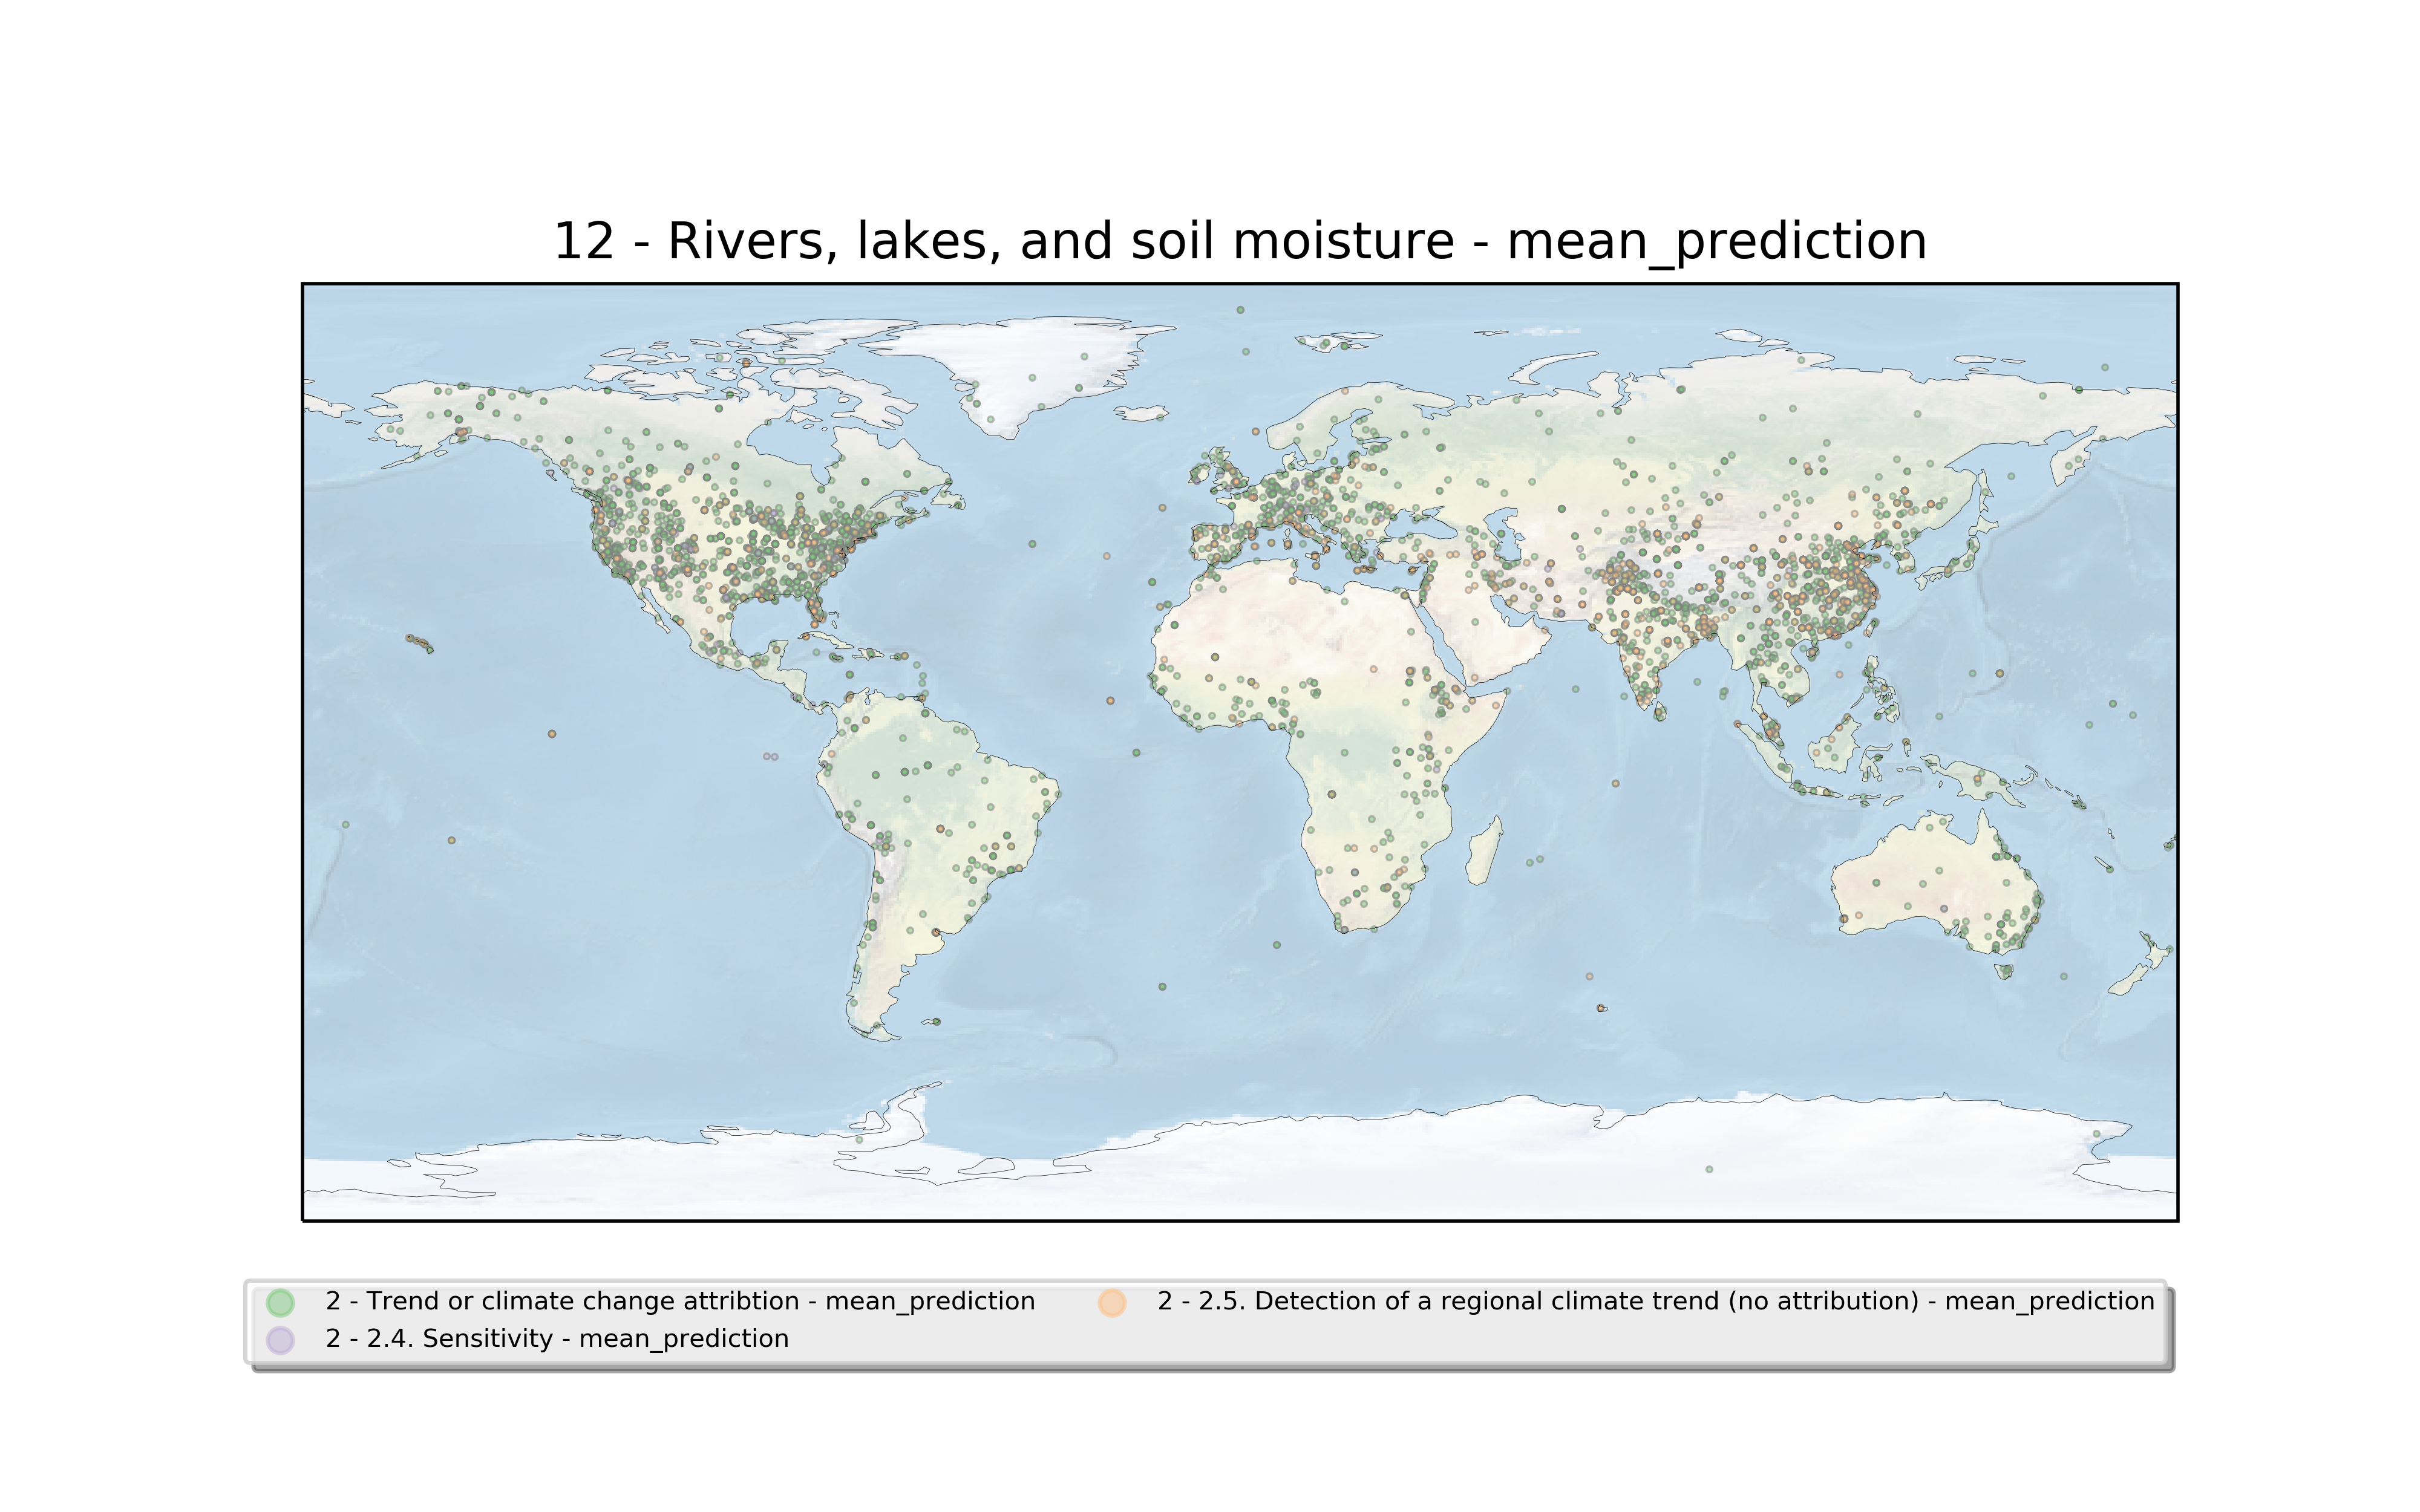 12 - Rivers, lakes, and soil moisture - mean_prediction
2 - Trend or climate change attribtion - mean_prediction
2 - 2.4. Sensitivity - mean_prediction
2 - 2.5. Detection of a regional climate trend (no attribution) - mean_prediction